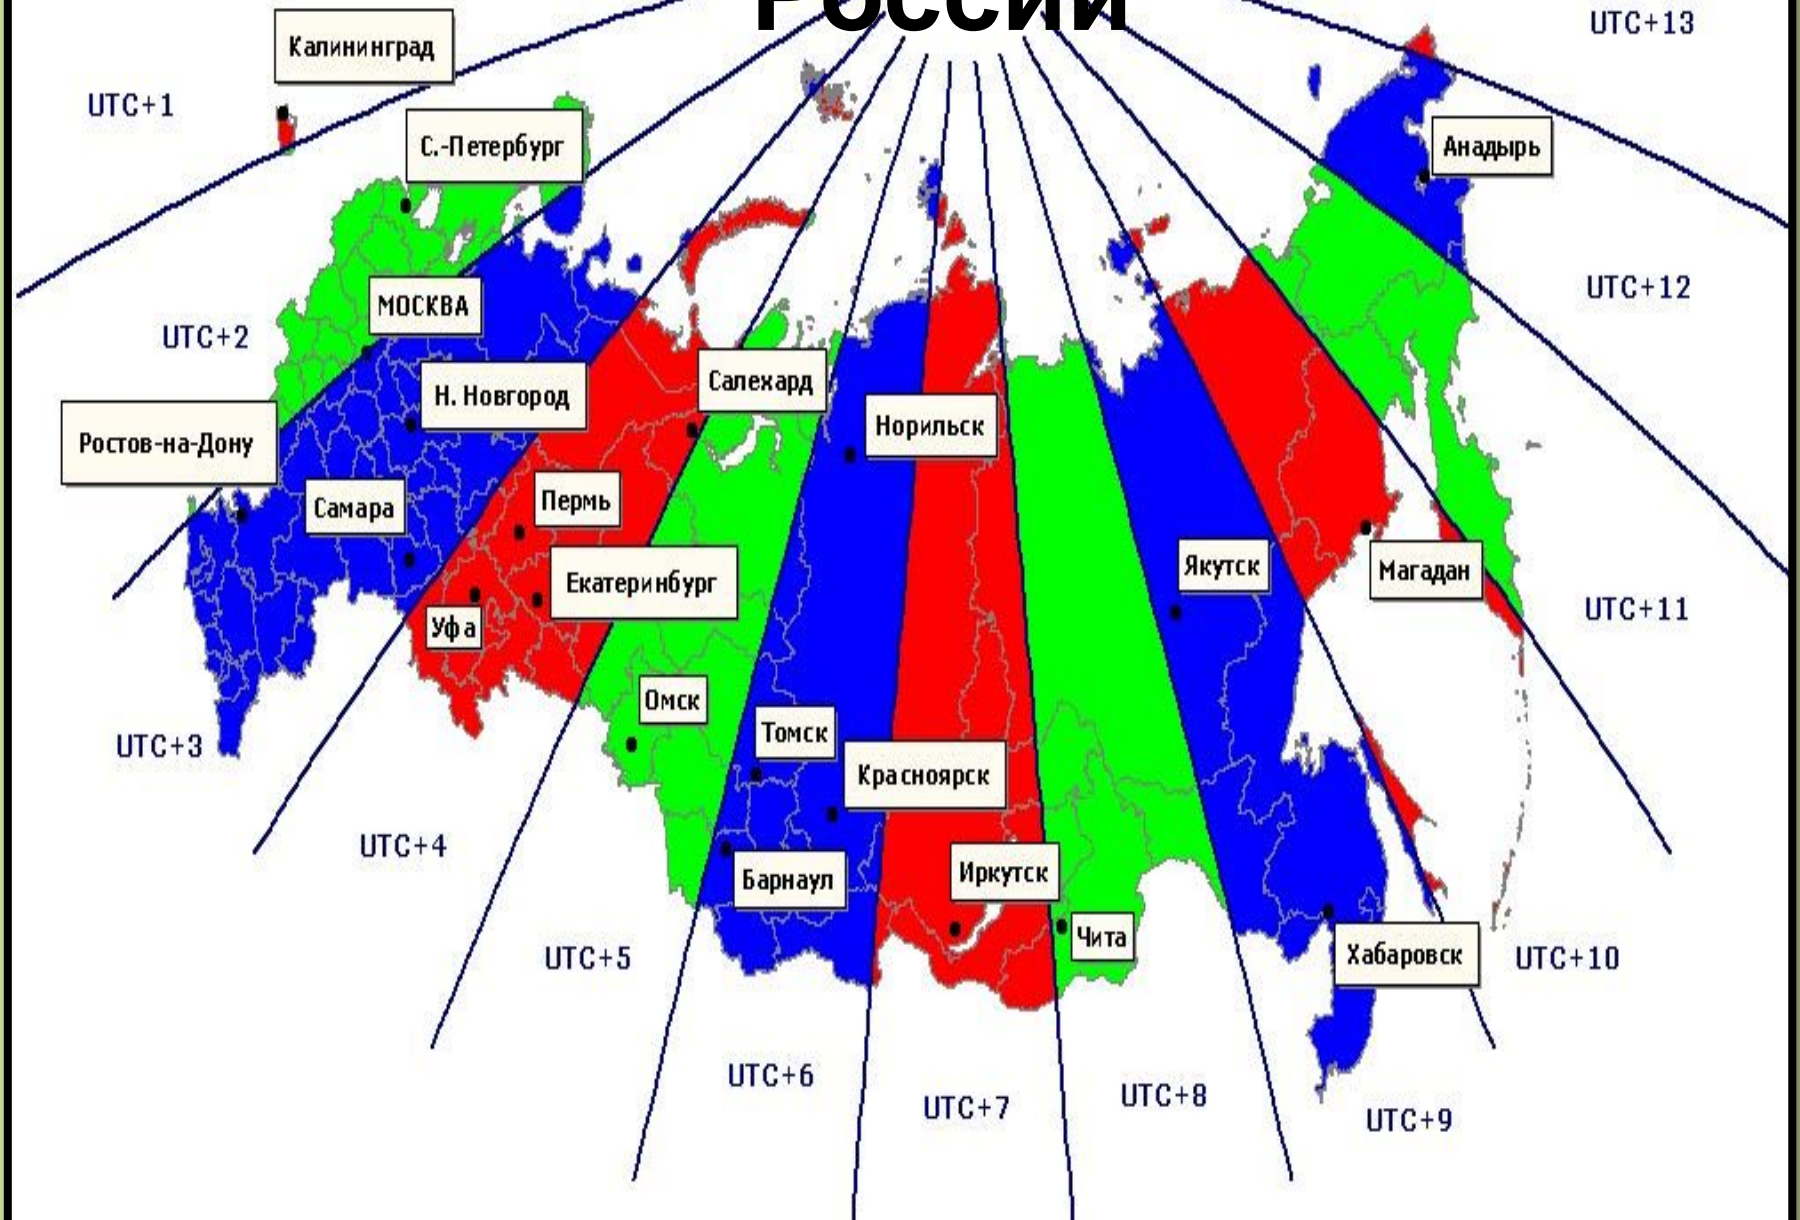 России
UTC+13
Калининград
UTC+1
С.-Петербург
Анадырь
UTC+12
МОСКВА
UTC+2
Салехард
Н. Новгород
Норильск
Ростов-на-Дону
Пермь
Самара
Якутск
Магадан
Екатеринбург
UTC+11
Уфа
Омск
Томск
UTC+3
Красноярск
UTC+4
Иркутск
Барнаул
Чита
Хабаровск
UTC+5
UTC+10
UTC+6
UTC+7
UTC+8
UTC+9